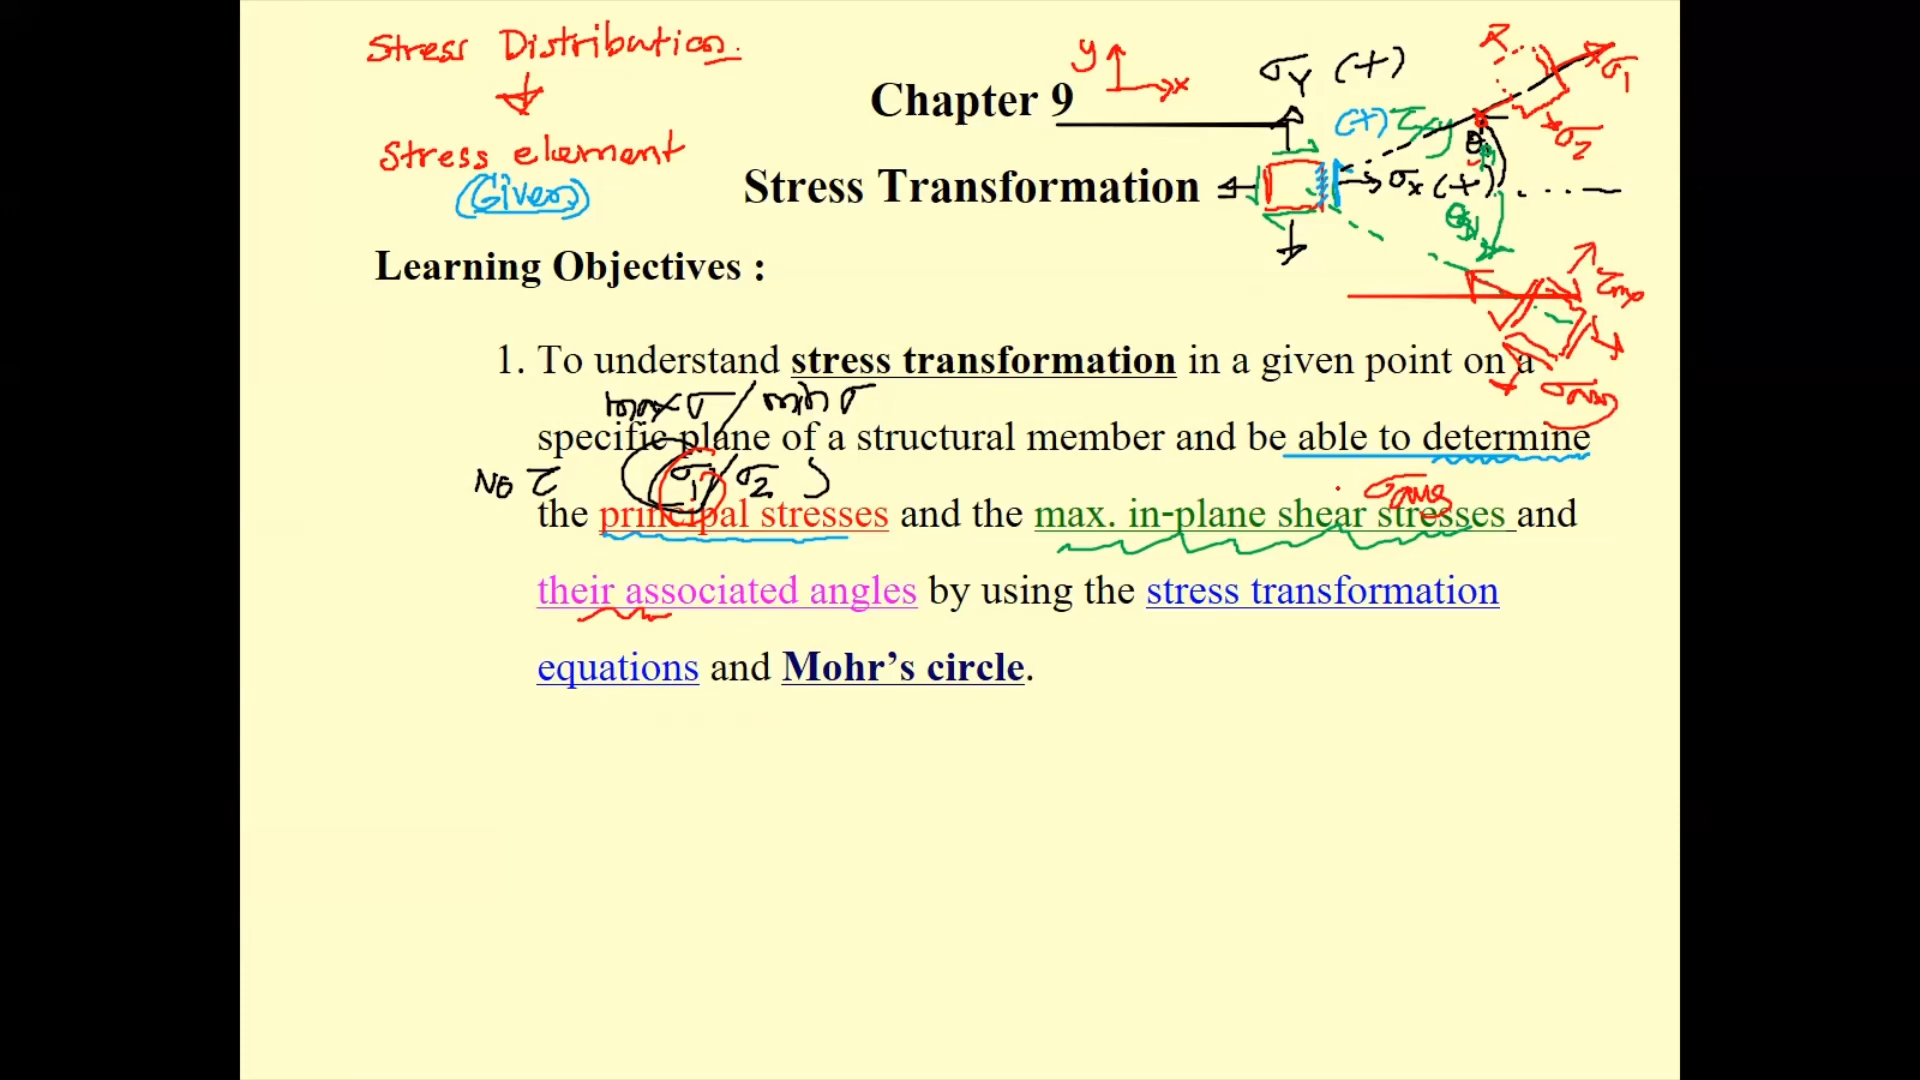 Stress Distribution.
Stress element
(Given)
Chapter 9
Stress Transformation
y
x
σY (+)
(+) τxy
σx (+)
σ1
σ2
Learning Objectives :
1. To understand stress transformation in a given point on a
max σ / min σ
specific plane of a structural member and be able to determine
No τ (σ1 / σ2)
σavg
the principal stresses and the max. in-plane shear stresses and
their associated angles by using the stress transformation
equations and Mohr’s circle.